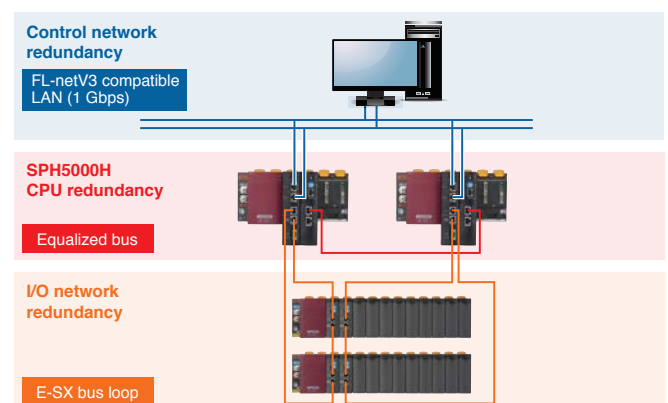 Control network
redundancy
FL-netV3 compatible
LAN (1 Gbps)
SPH5000H
CPU redundancy
Equalized bus
I/O network
redundancy
E-SX bus loop